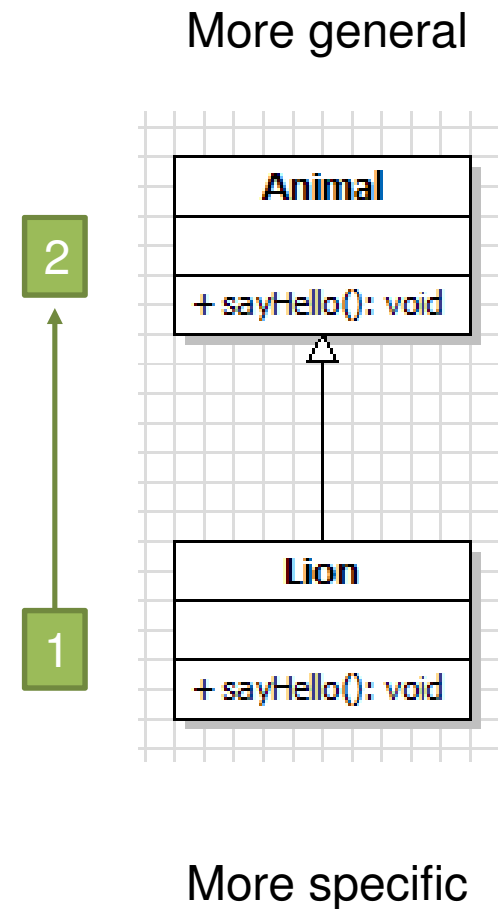 More general
Animal
2
+ sayHello(): void
Lion
1
+ sayHello(): void
More specific